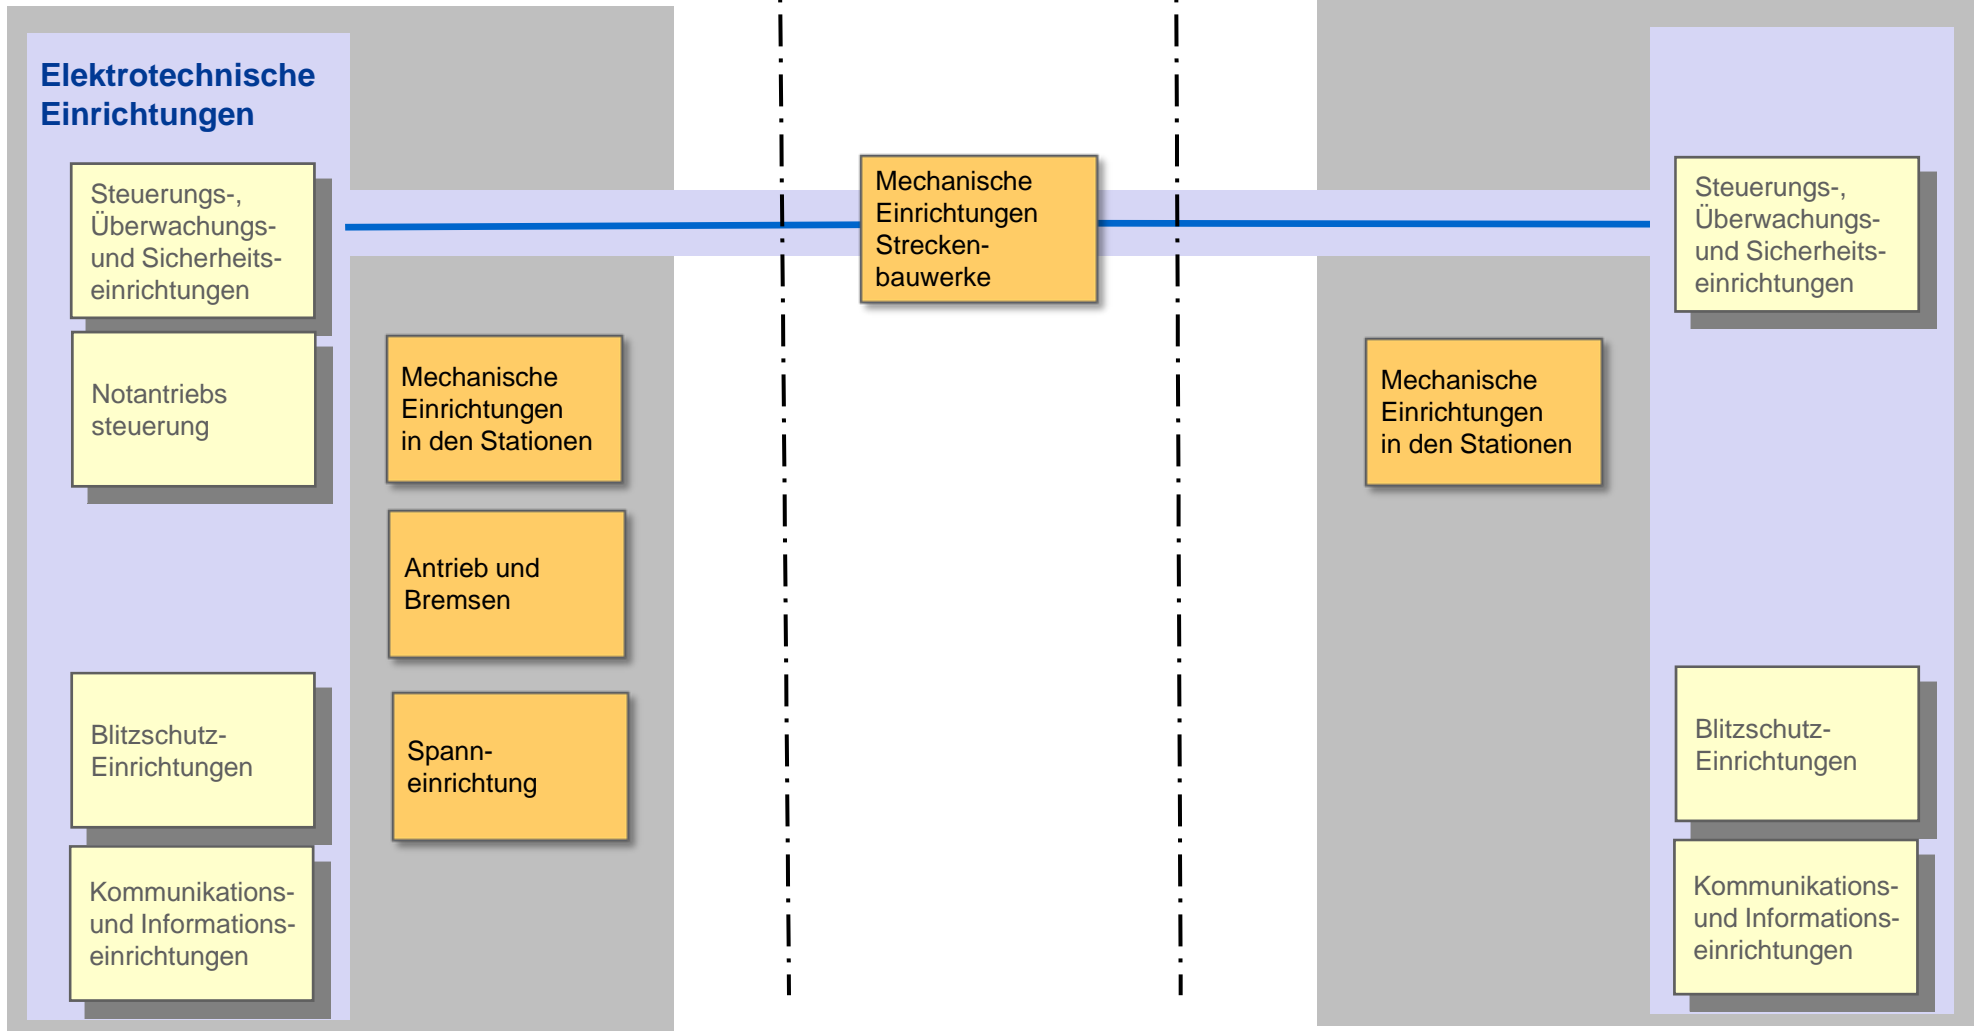 Elektrotechnische
Einrichtungen
Steuerungs-,
Überwachungs-
und Sicherheits-
einrichtungen
Notantriebs
steuerung
Blitzschutz-
Einrichtungen
Kommunikations-
und Informations-
einrichtungen
Mechanische
Einrichtungen
in den Stationen
Antrieb und
Bremsen
Spann-
einrichtung
Mechanische
Einrichtungen
Strecken-
bauwerke
Mechanische
Einrichtungen
in den Stationen
Steuerungs-,
Überwachungs-
und Sicherheits-
einrichtungen
Blitzschutz-
Einrichtungen
Kommunikations-
und Informations-
einrichtungen